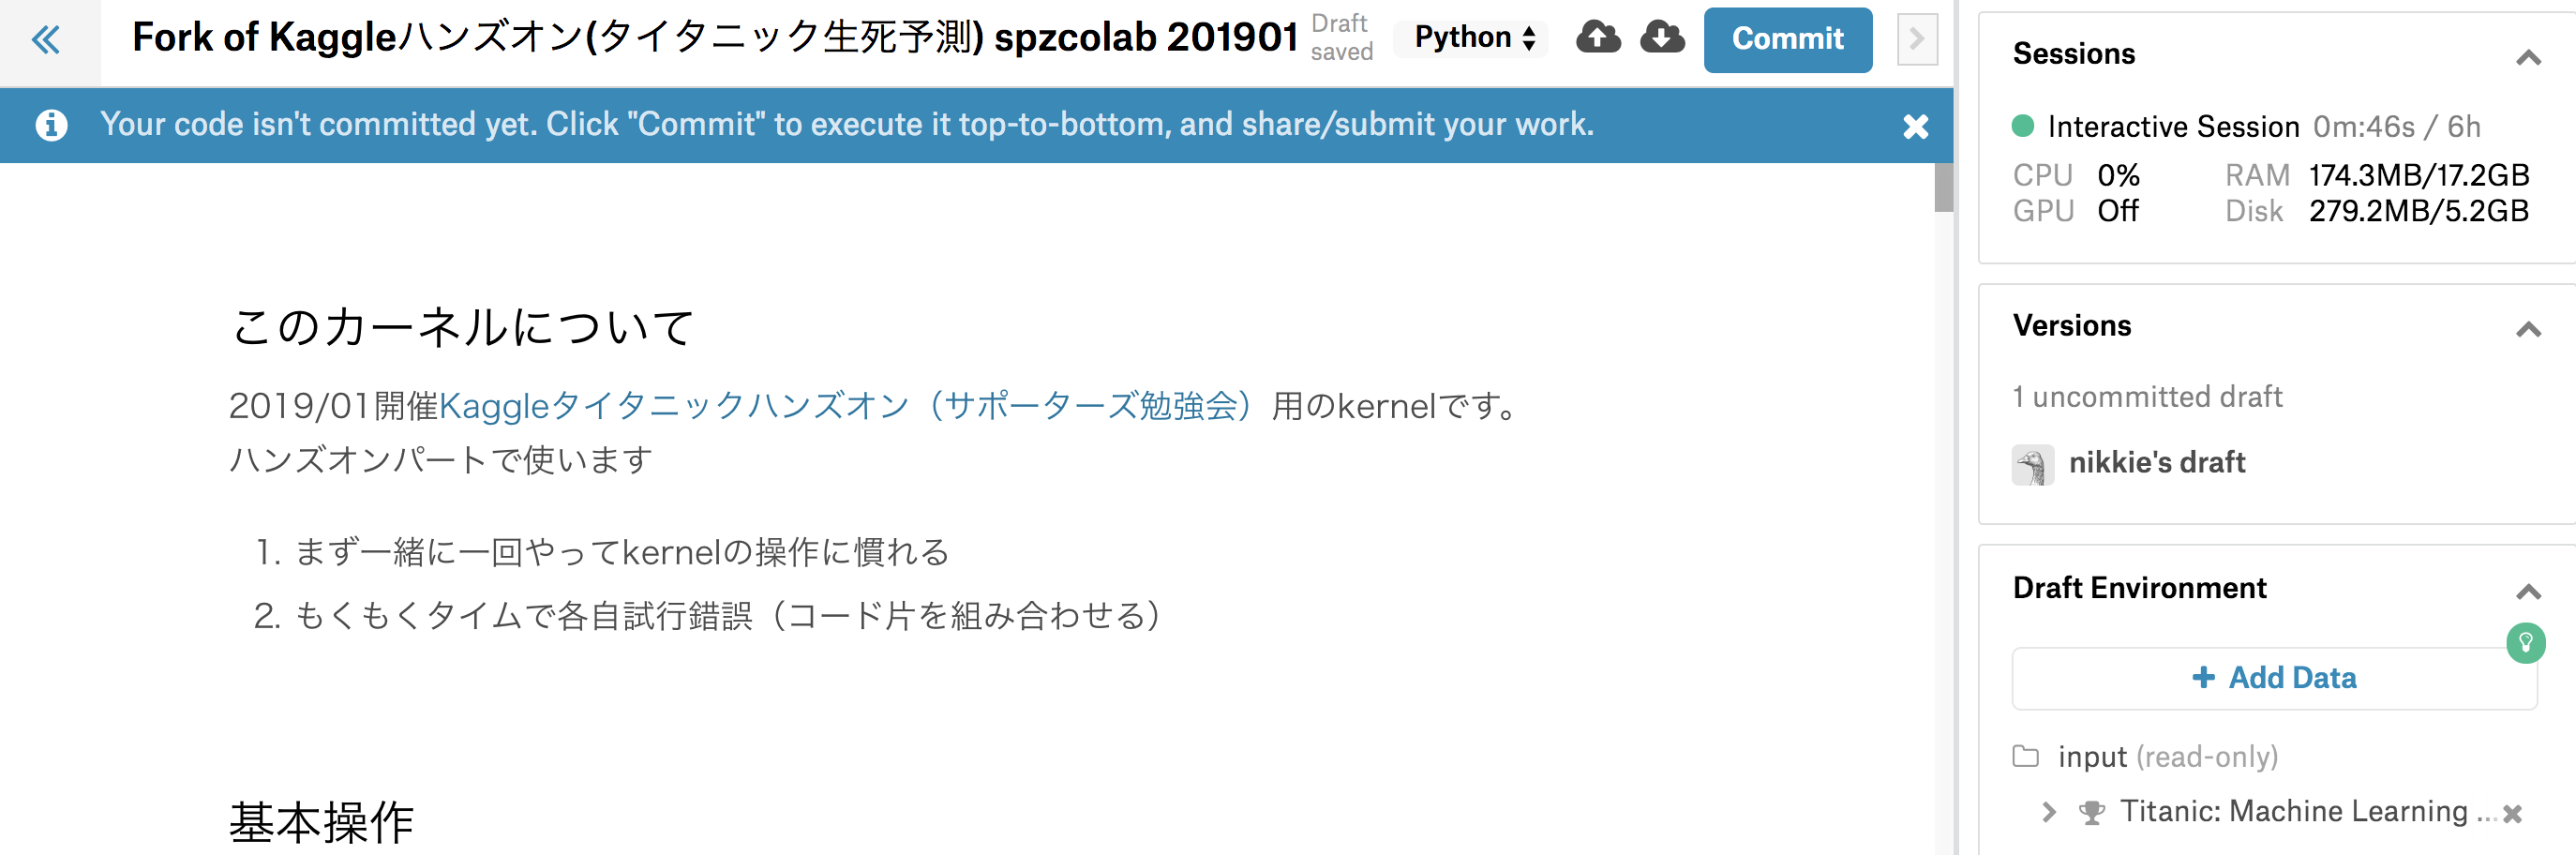 Fork of Kaggleハンズオン(タイタニック生死予測) spzcolab 201901
Draft saved
Python
Commit
Your code isn't committed yet. Click "Commit" to execute it top-to-bottom, and share/submit your work.
このカーネルについて
2019/01開催Kaggleタイタニックハンズオン（サポーターズ勉強会）用のkernelです。
ハンズオンパートで使います
1. まず一緒に一回やってkernelの操作に慣れる
2. もくもくタイムで各自試行錯誤（コード片を組み合わせる）
基本操作
Sessions
Interactive Session 0m:46s / 6h
CPU 0% RAM 174.3MB/17.2GB
GPU Off Disk 279.2MB/5.2GB
Versions
1 uncommitted draft
nikkie's draft
Draft Environment
+ Add Data
input (read-only)
Titanic: Machine Learning ...